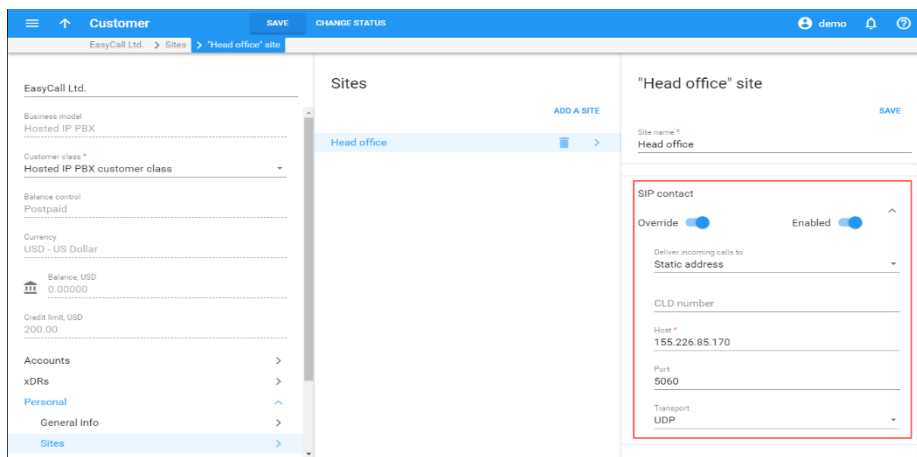 Customer SAVE CHANGE STATUS demo
EasyCall Ltd. > Sites > "Head office" site
EasyCall Ltd.
Business model
Hosted IP PBX
Customer class *
Hosted IP PBX customer class
Balance control
Postpaid
Currency
USD - US Dollar
Balance, USD
0.00000
Credit limit, USD
200.00
Accounts
xDRs
Personal
General info
Sites
Sites
ADD A SITE
Head office
"Head office" site
SAVE
Site name *
Head office
SIP contact
Override Enabled
Deliver incoming calls to
Static address
CLD number
Host *
155.226.85.170
Port
5060
Transport
UDP